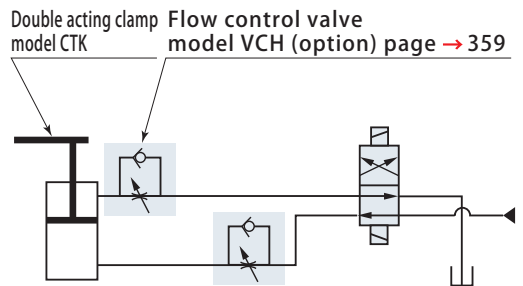 Double acting clamp
model CTK
Flow control valve
model VCH (option) page → 359